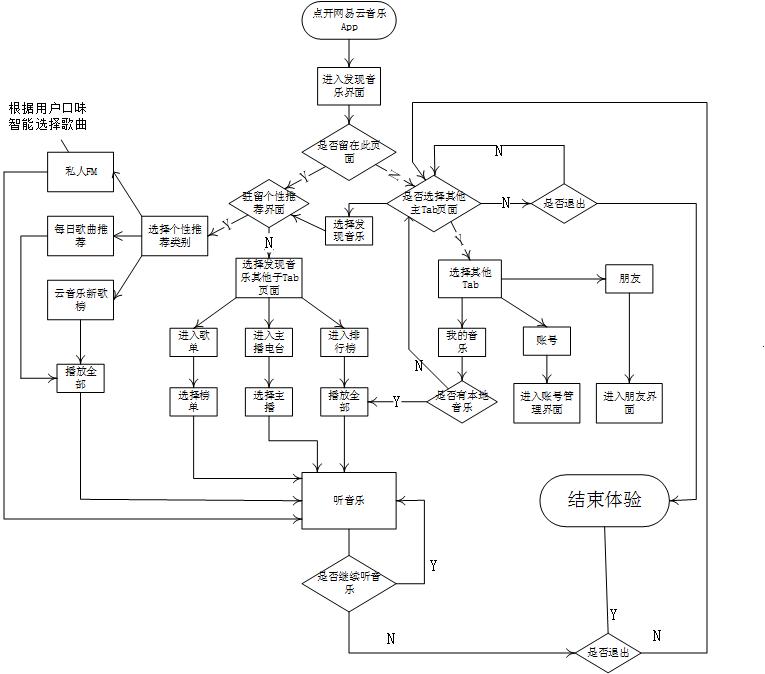 点开网易云音乐
App
进入发现音
乐界面
根据用户口味
智能选择歌曲
是否留在此页
面
N
私人FM
Y
N
驻留个性推
荐界面
是否选择其他
主Tab页面
N
是否退出
Y
选择发
现音乐
每日歌曲推
荐
选择个性推
荐类别
N
Y
选择发现音
乐其他子Tab
页面
选择其他
Tab
朋友
云音乐新歌
榜
进入歌
单
进入主
播电台
进入排
行榜
我的音
乐
账号
N
播放全
部
选择榜
单
选择主
播
播放全
部
Y
是否有本地
音乐
进入账号管
理界面
进入朋友界
面
听音乐
结束体验
Y
是否继续听音
乐
Y
N
N
是否退出